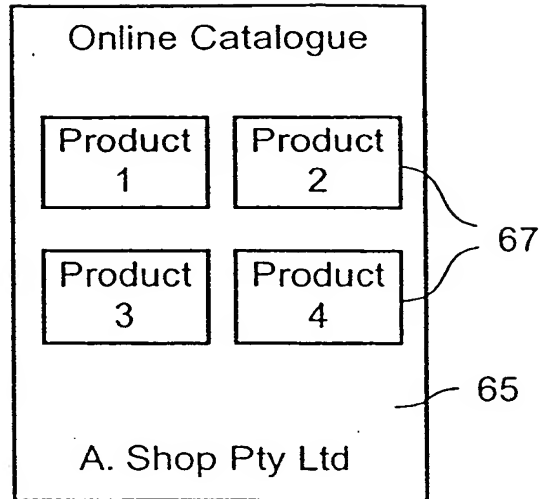 Online Catalogue
Product
1
Product
2
67
Product
3
Product
4
65
A. Shop Pty Ltd